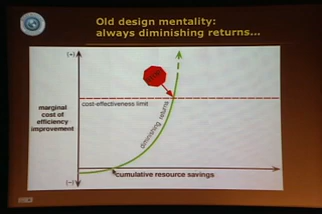 Old design mentality:
always diminishing returns...
(+)
cost-effectiveness limit
marginal
cost of
efficiency
improvement
diminishing returns
(−)
cumulative resource savings